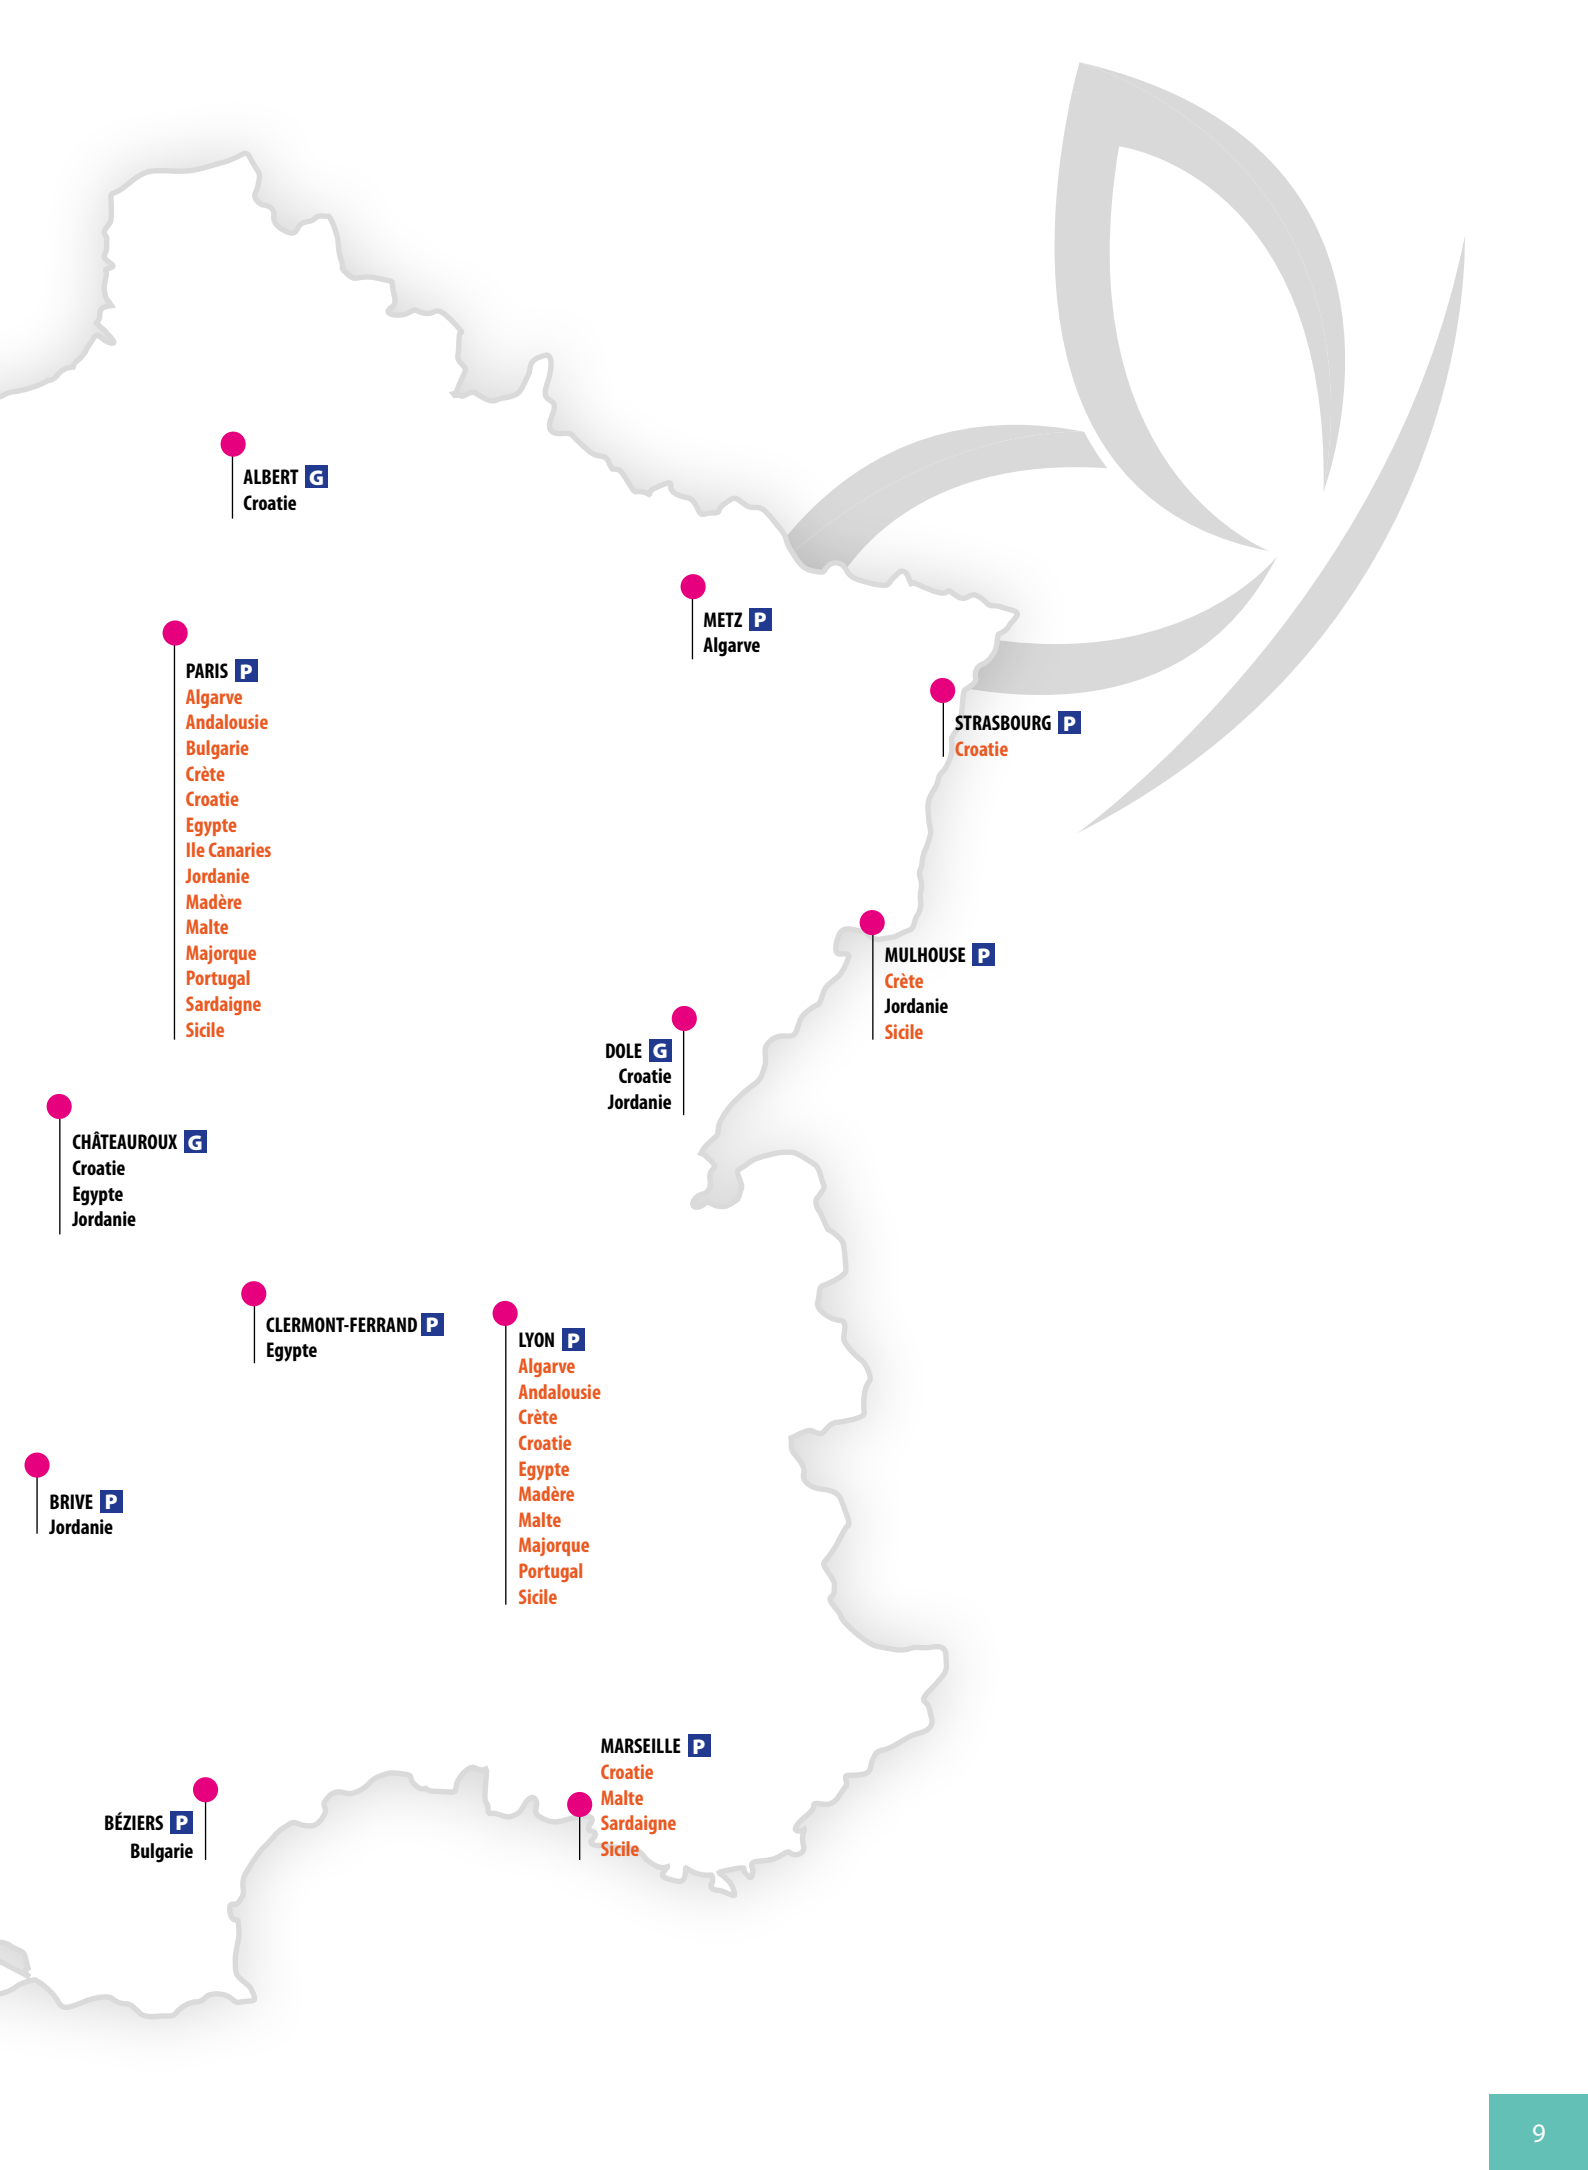 ALBERT G
Croatie
METZ P
Algarve
PARIS P
Algarve
Andalousie
Bulgarie
Crète
Croatie
Egypte
Ile Canaries
Jordanie
Madère
Malte
Majorque
Portugal
Sardaigne
Sicile
STRASBOURG P
Croatie
MULHOUSE P
Crète
Jordanie
Sicile
DOLE G
Croatie
Jordanie
CHÂTEAUROUX G
Croatie
Egypte
Jordanie
CLERMONT-FERRAND P
Egypte
LYON P
Algarve
Andalousie
Crète
Croatie
Egypte
Madère
Malte
Majorque
Portugal
Sicile
BRIVE P
Jordanie
MARSEILLE P
Croatie
Malte
Sardaigne
Sicile
BÉZIERS P
Bulgarie
9